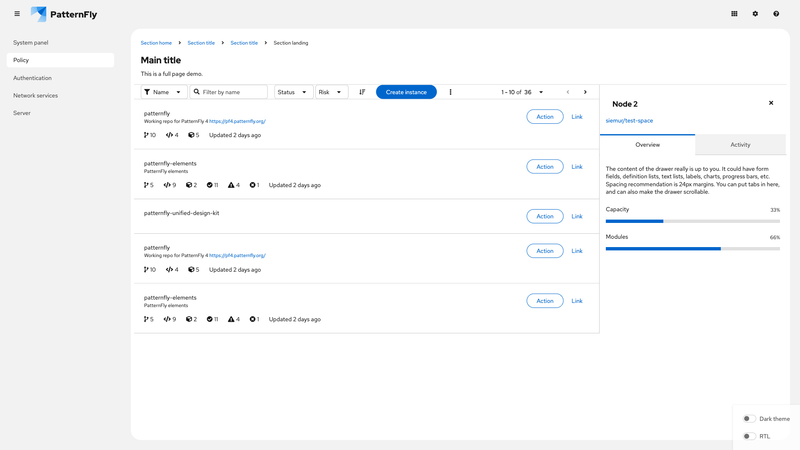 PatternFly
System panel
Policy
Authentication
Network services
Server
Section home
Section title
Section title
Section landing
Main title
This is a full page demo.
Name
Filter by name
Status
Risk
Create instance
1 - 10 of 36
patternfly
Working repo for PatternFly 4 https://pf4.patternfly.org/
10 4 5 Updated 2 days ago
Action Link
patternfly-elements
PatternFly elements
5 9 2 11 4 1 Updated 2 days ago
Action Link
patternfly-unified-design-kit
Action Link
patternfly
Working repo for PatternFly 4 https://pf4.patternfly.org/
10 4 5 Updated 2 days ago
Action Link
patternfly-elements
PatternFly elements
5 9 2 11 4 1 Updated 2 days ago
Action Link
Node 2
siemur/test-space
Overview Activity
The content of the drawer really is up to you. It could have form
fields, definition lists, text lists, labels, charts, progress bars, etc.
Spacing recommendation is 24px margins. You can put tabs in here,
and can also make the drawer scrollable.
Capacity 33%
Modules 66%
Dark theme
RTL